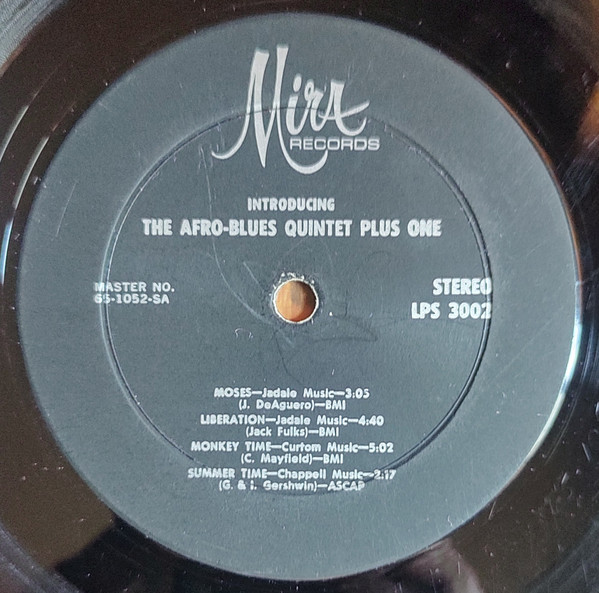 Mira
RECORDS
INTRODUCING
THE AFRO-BLUES QUINTET PLUS ONE
MASTER NO.
65-1052-SA
STEREO
LPS 3002
MOSES—Jadale Music—3:05
(J. DeAguero)—BMI
LIBERATION—Jadale Music—4:40
(Jack Fulks)—BMI
MONKEY TIME—Curtom Music—5:02
(C. Mayfield)—BMI
SUMMER TIME—Chappell Music—2:17
(G. & I. Gershwin)—ASCAP